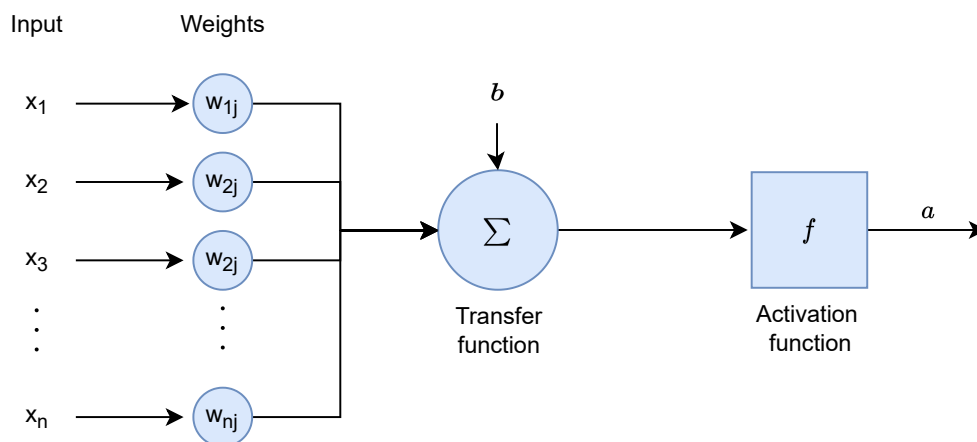 Input Weights
x1 w1j
b
x2 w2j
x3 w2j
∑ f a
Transfer
function
Activation
function
xn wnj